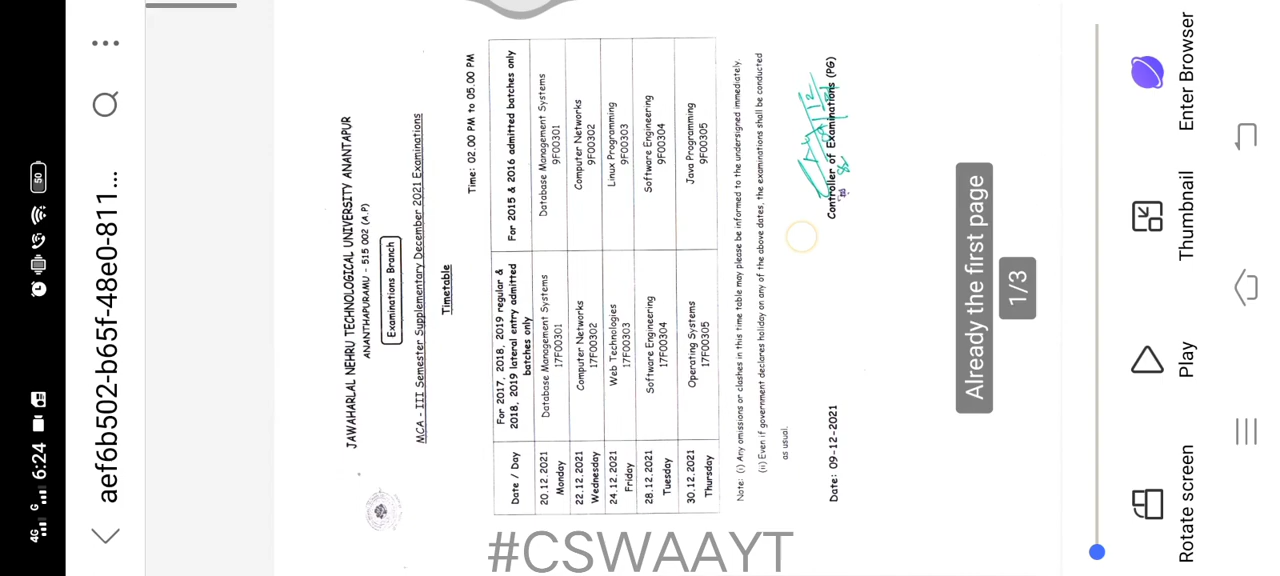 4G G 6:24
50
aef6b502-b65f-48e0-811...
JAWAHARLAL NEHRU TECHNOLOGICAL UNIVERSITY ANANTAPUR
ANANTHAPURAMU - 515 002 (A.P)
Examinations Branch
MCA - III Semester Supplementary December 2021 Examinations
Timetable
Time: 02.00 PM to 05.00 PM
Date / Day
For 2017, 2018, 2019 regular &
2018, 2019 lateral entry admitted
batches only
For 2015 & 2016 admitted batches only
20.12.2021
Monday
Database Management Systems
17F00301
Database Management Systems
9F00301
22.12.2021
Wednesday
Computer Networks
17F00302
Computer Networks
9F00302
24.12.2021
Friday
Web Technologies
17F00303
Linux Programming
9F00303
28.12.2021
Tuesday
Software Engineering
17F00304
Software Engineering
9F00304
30.12.2021
Thursday
Operating Systems
17F00305
Java Programming
9F00305
Note: (i) Any omissions or clashes in this time table may please be informed to the undersigned immediately.
(ii) Even if government declares holiday on any of the above dates, the examinations shall be conducted
as usual.
Date: 09-12-2021
Controller of Examinations (PG)
Already the first page
1/3
Rotate screen
Play
Thumbnail
Enter Browser
#CSWAAYT